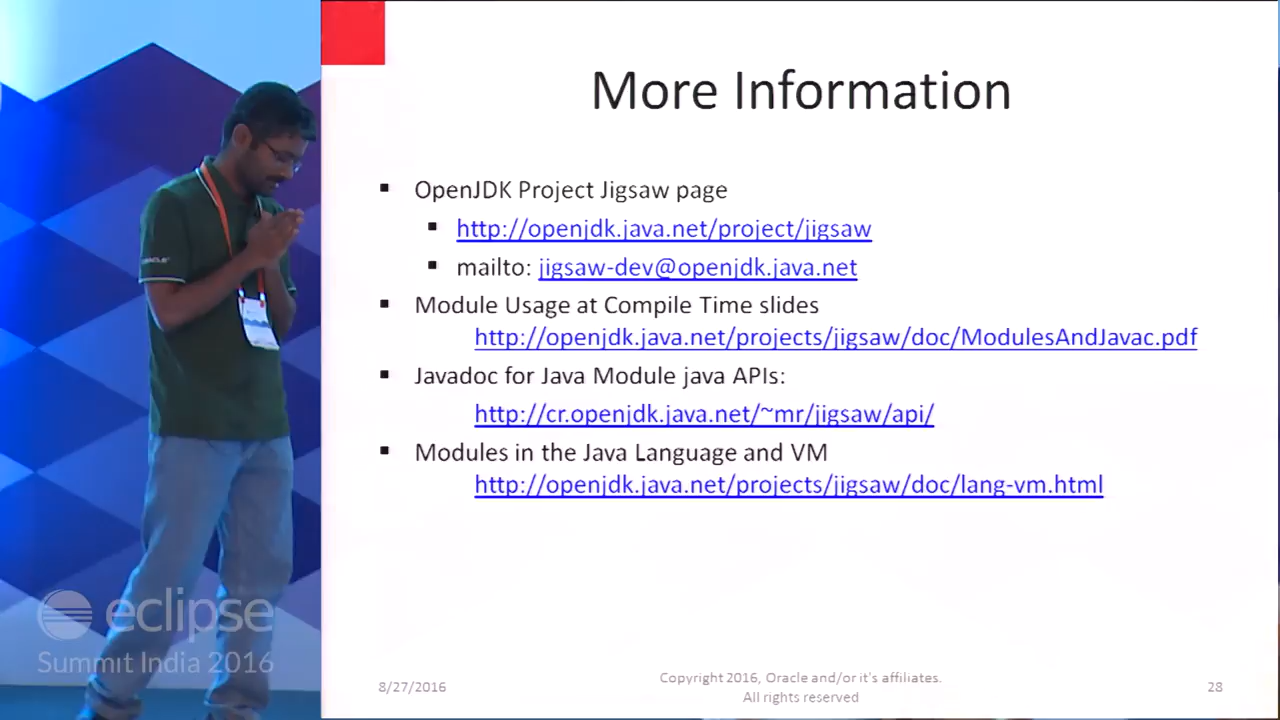 More Information
▪ OpenJDK Project Jigsaw page
▪ http://openjdk.java.net/project/jigsaw
▪ mailto: jigsaw-dev@openjdk.java.net
▪ Module Usage at Compile Time slides
http://openjdk.java.net/projects/jigsaw/doc/ModulesAndJavac.pdf
▪ Javadoc for Java Module java APIs:
http://cr.openjdk.java.net/~mr/jigsaw/api/
▪ Modules in the Java Language and VM
http://openjdk.java.net/projects/jigsaw/doc/lang-vm.html
8/27/2016
Copyright 2016, Oracle and/or it's affiliates.
All rights reserved
28
ORACLE
eclipse
Summit India 2016